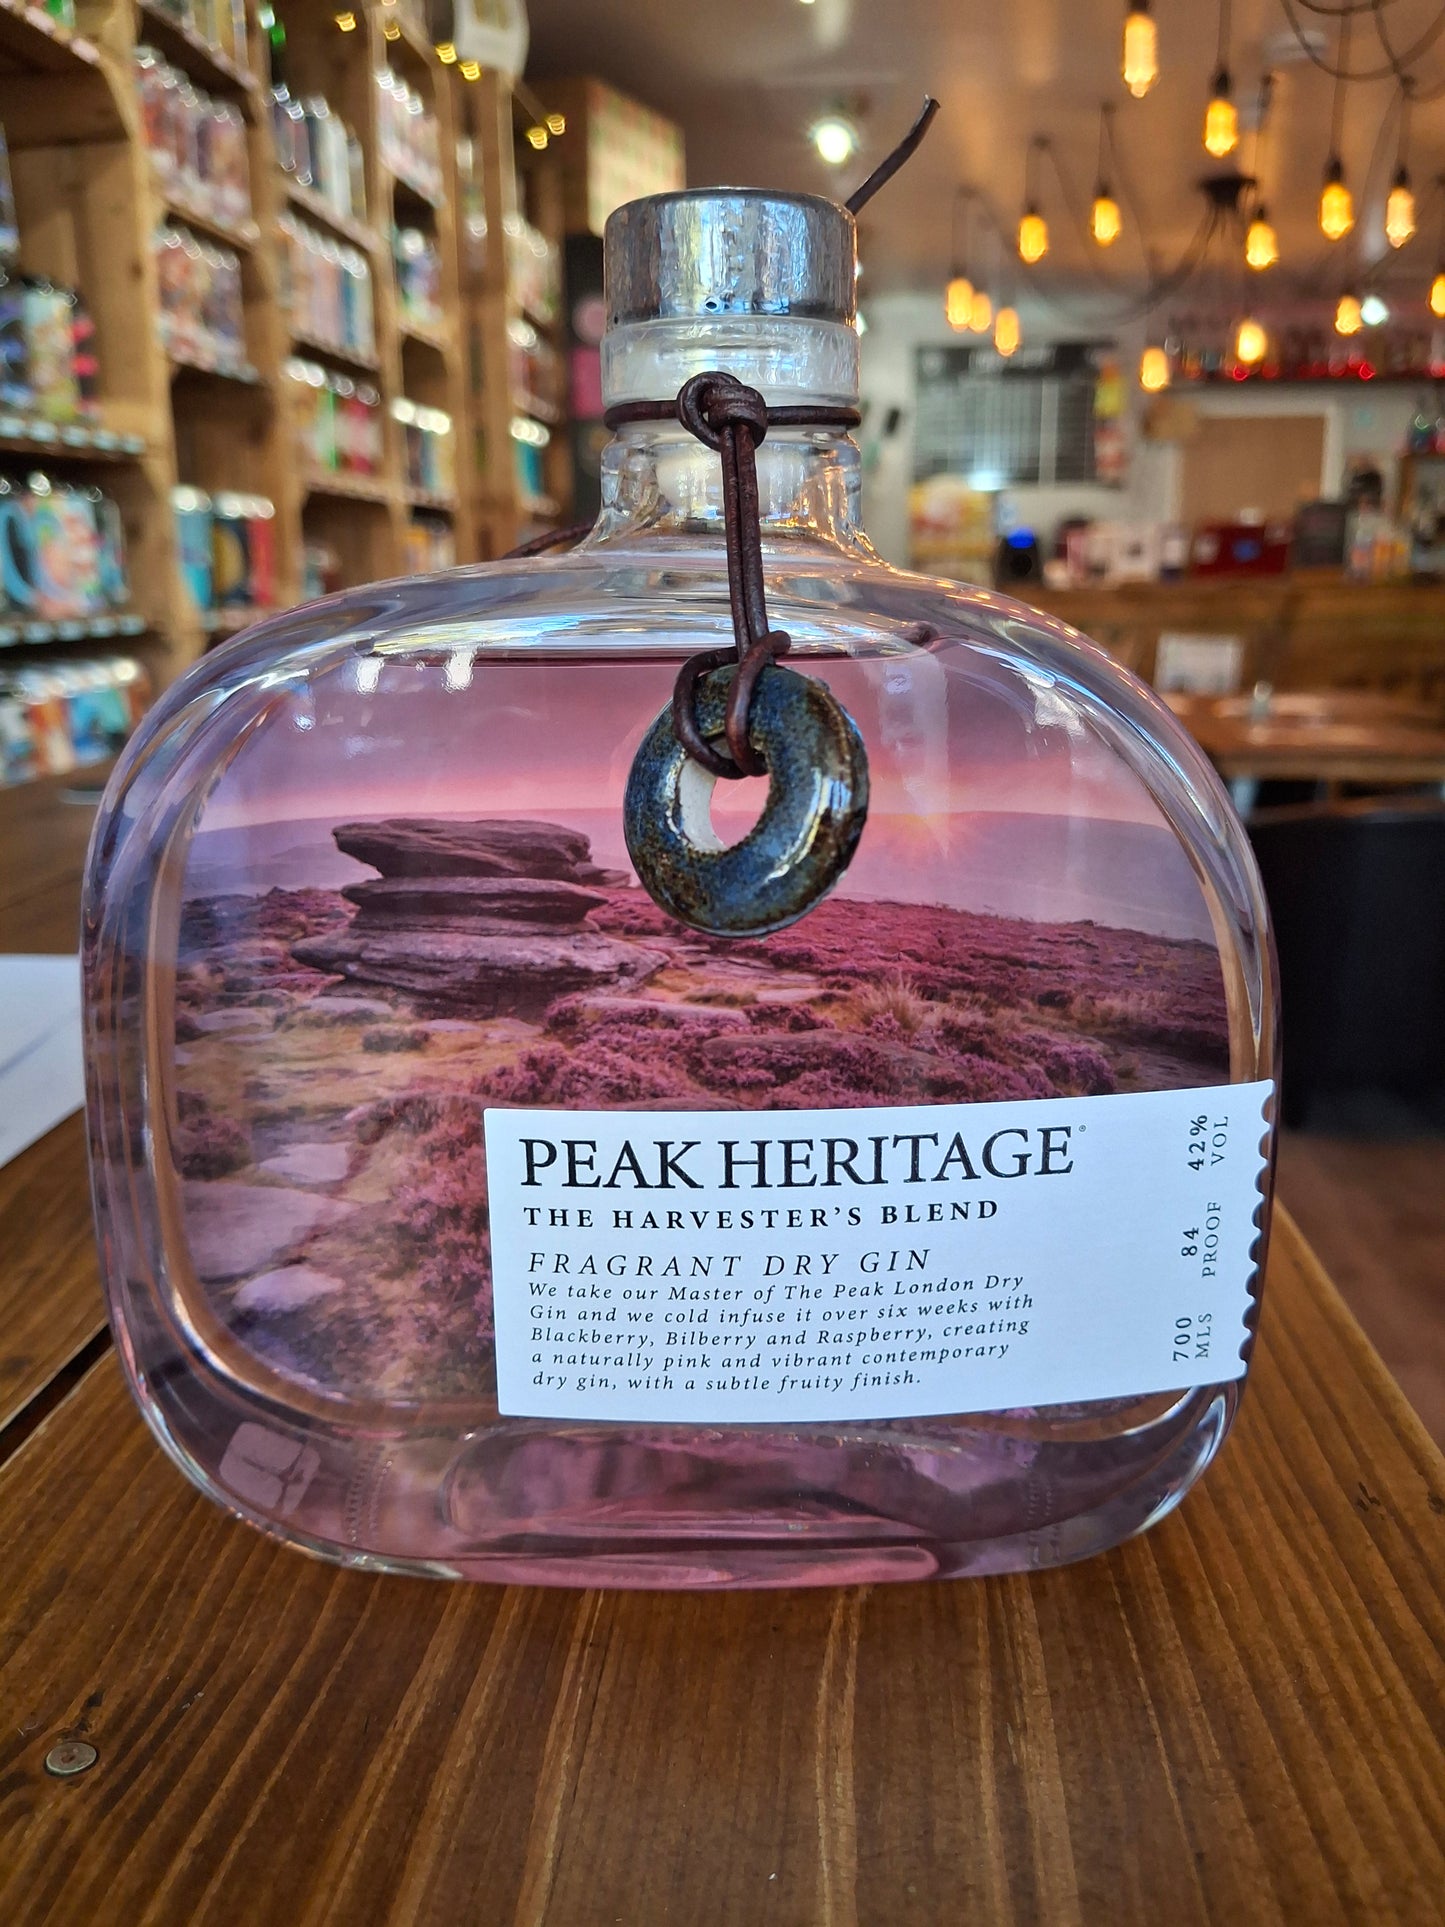 PEAK HERITAGE
THE HARVESTER'S BLEND
FRAGRANT DRY GIN
We take our Master of The Peak London Dry
Gin and we cold infuse it over six weeks with
Blackberry, Bilberry and Raspberry, creating
a naturally pink and vibrant contemporary
dry gin, with a subtle fruity finish.
700
MLS
84
PROOF
42%
VOL